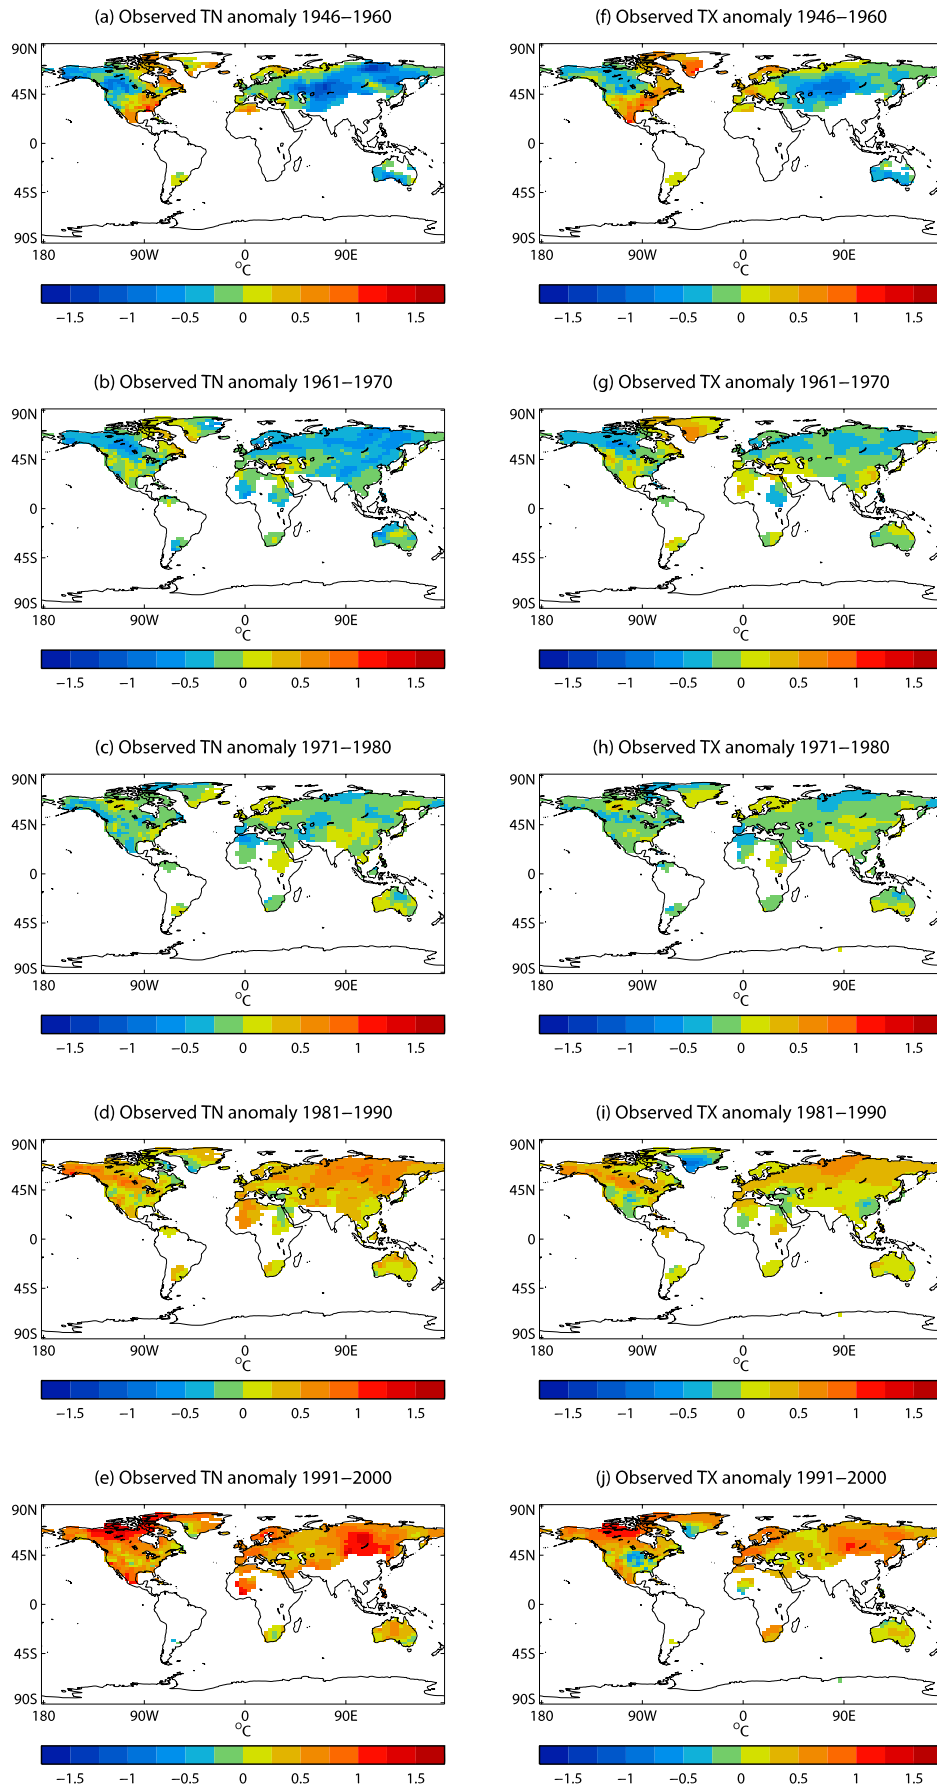 (a) Observed TN anomaly 1946−1960
90N
45N
0
45S
90S
180 90W 0 90E
°C
−1.5 −1 −0.5 0 0.5 1 1.5
(f) Observed TX anomaly 1946−1960
90N
45N
0
45S
90S
180 90W 0 90E
°C
−1.5 −1 −0.5 0 0.5 1 1.5
(b) Observed TN anomaly 1961−1970
90N
45N
0
45S
90S
180 90W 0 90E
°C
−1.5 −1 −0.5 0 0.5 1 1.5
(g) Observed TX anomaly 1961−1970
90N
45N
0
45S
90S
180 90W 0 90E
°C
−1.5 −1 −0.5 0 0.5 1 1.5
(c) Observed TN anomaly 1971−1980
90N
45N
0
45S
90S
180 90W 0 90E
°C
−1.5 −1 −0.5 0 0.5 1 1.5
(h) Observed TX anomaly 1971−1980
90N
45N
0
45S
90S
180 90W 0 90E
°C
−1.5 −1 −0.5 0 0.5 1 1.5
(d) Observed TN anomaly 1981−1990
90N
45N
0
45S
90S
180 90W 0 90E
°C
−1.5 −1 −0.5 0 0.5 1 1.5
(i) Observed TX anomaly 1981−1990
90N
45N
0
45S
90S
180 90W 0 90E
°C
−1.5 −1 −0.5 0 0.5 1 1.5
(e) Observed TN anomaly 1991−2000
90N
45N
0
45S
90S
180 90W 0 90E
°C
−1.5 −1 −0.5 0 0.5 1 1.5
(j) Observed TX anomaly 1991−2000
90N
45N
0
45S
90S
180 90W 0 90E
°C
−1.5 −1 −0.5 0 0.5 1 1.5